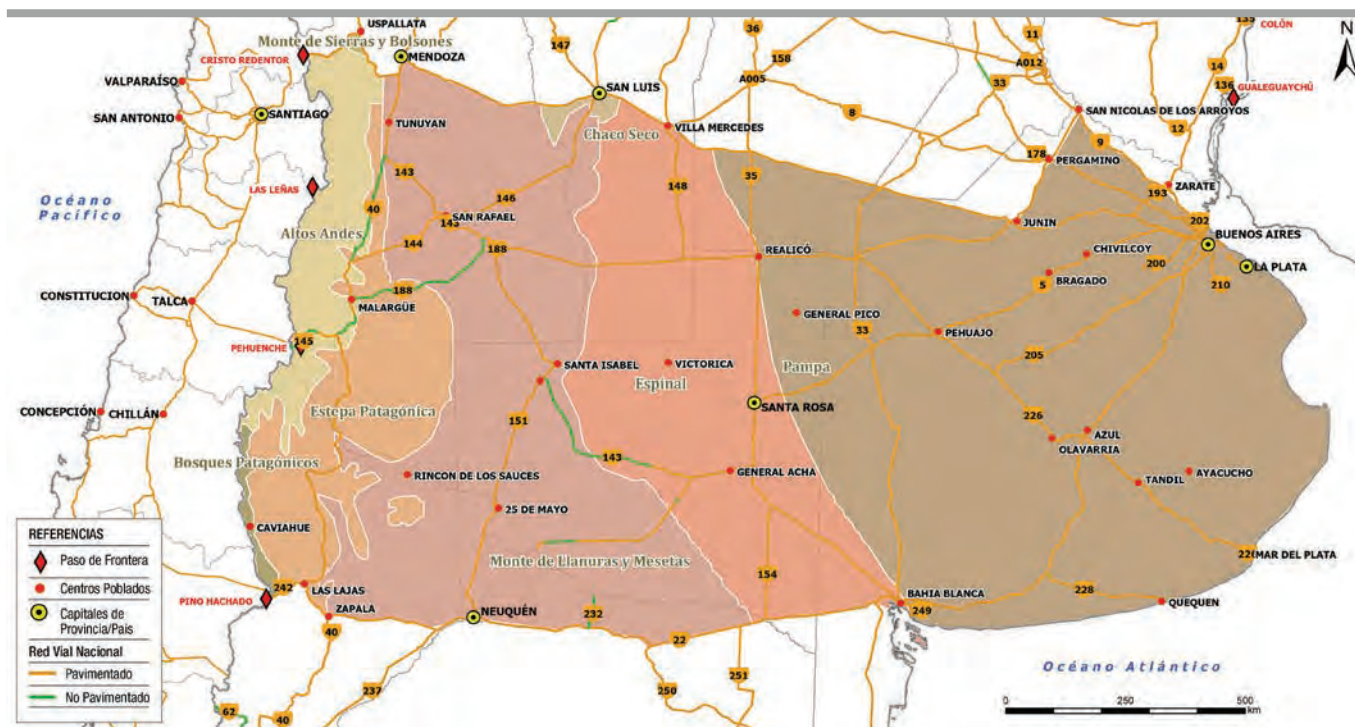 135
COLÓN
N
USPALLATA
36
11
Monte de Sierras y Bolsones
147
158
A012
14
CRISTO REDENTOR
MENDOZA
A005
33
136
GUALEGUAYCHÚ
VALPARAÍSO
SAN LUIS
SAN ANTONIO
SANTIAGO
TUNUYAN
Chaco Seco
VILLA MERCEDES
8
SAN NICOLAS DE LOS ARROYOS
12
9
178
PERGAMINO
143
148
35
193
ZARATE
LAS LEÑAS
146
Océano
Pacífico
40
SAN RAFAEL
143
202
JUNIN
Altos Andes
144
188
REALICÓ
CHIVILCOY
BUENOS AIRES
200
LA PLATA
BRAGADO
5
210
188
CONSTITUCION
TALCA
MALARGÜE
GENERAL PICO
33
PEHUAJO
PEHUENCHE
145
205
SANTA ISABEL
VICTORICA
Pampa
Espinal
CONCEPCIÓN
CHILLÁN
Estepa Patagónica
SANTA ROSA
151
226
AZUL
OLAVARRIA
Bosques Patagónicos
143
RINCON DE LOS SAUCES
GENERAL ACHA
AYACUCHO
TANDIL
25 DE MAYO
CAVIAHUE
MAR DEL PLATA
Monte de Llanuras y Mesetas
154
242
LAS LAJAS
228
PINO HACHADO
BAHIA BLANCA
249
QUEQUEN
ZAPALA
NEUQUÉN
232
40
22
251
237
250
62
40
REFERENCIAS
Paso de Frontera
Centros Poblados
Capitales de
Provincia/País
Red Vial Nacional
Pavimentado
No Pavimentado
Océano Atlántico
0
250
500
km